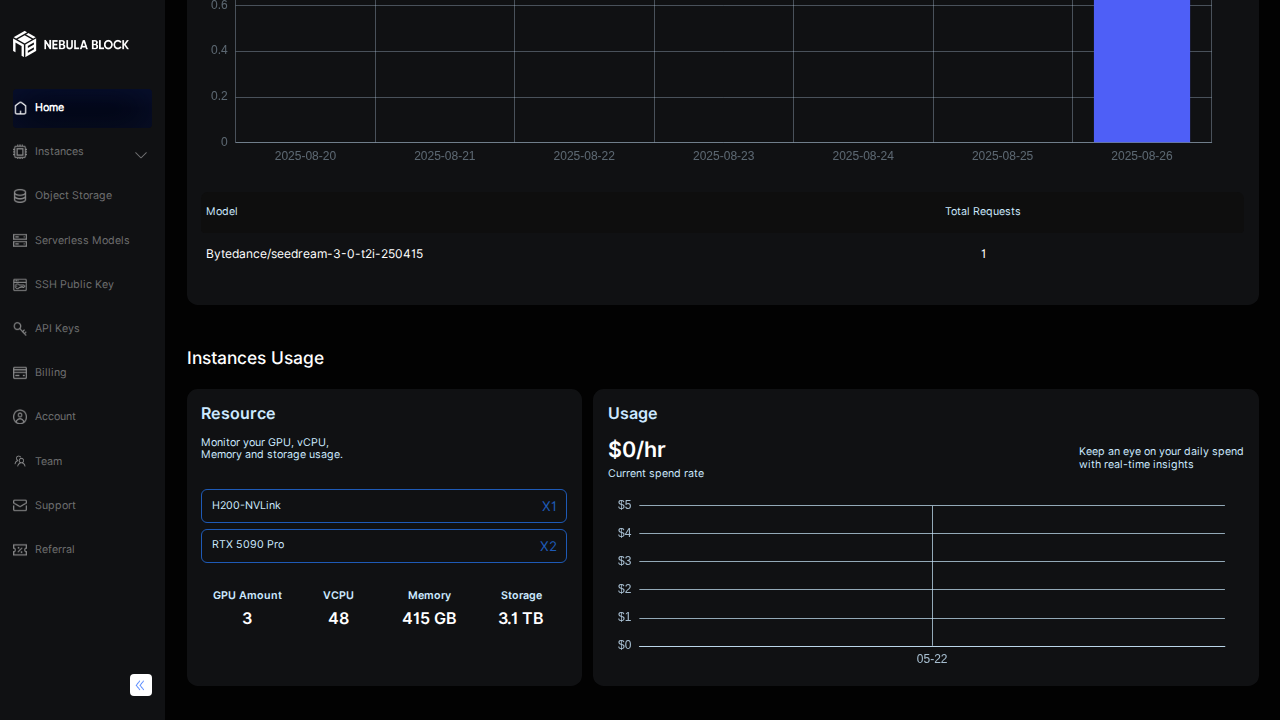 NEBULA BLOCK
Home
Instances
Object Storage
Serverless Models
SSH Public Key
API Keys
Billing
Account
Team
Support
Referral
0.6
0.4
0.2
0
2025-08-20 2025-08-21 2025-08-22 2025-08-23 2025-08-24 2025-08-25 2025-08-26
Model Total Requests
Bytedance/seedream-3-0-t2i-250415 1
Instances Usage
Resource
Monitor your GPU, vCPU,
Memory and storage usage.
H200-NVLink X1
RTX 5090 Pro X2
GPU Amount VCPU Memory Storage
3 48 415 GB 3.1 TB
Usage
$0/hr
Current spend rate
Keep an eye on your daily spend
with real-time insights
$5
$4
$3
$2
$1
$0
05-22